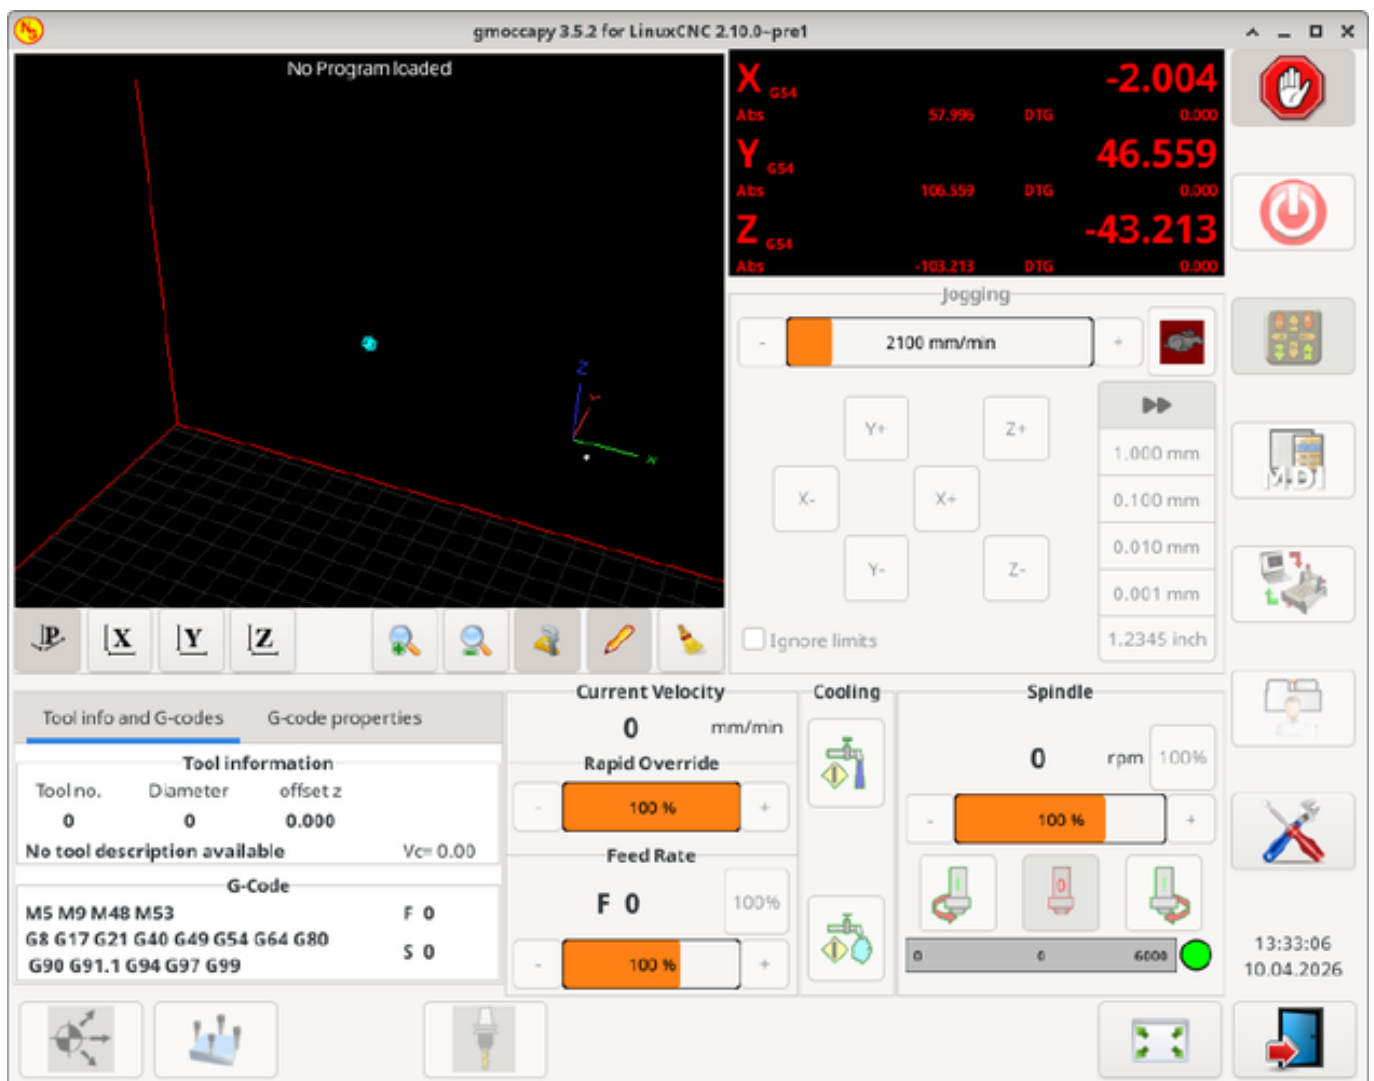 gmoccapy 3.5.2 for LinuxCNC 2.10.0~pre1
No Program loaded
X G54 -2.004
Abs 57.996 DTG 0.000
Y G54 46.559
Abs 106.559 DTG 0.000
Z G54 -43.213
Abs -103.213 DTG 0.000
Z
Y
X
Jogging
- 2100 mm/min +
Y+ Z+
1.000 mm
X- X+
0.100 mm
Y- Z-
0.010 mm
0.001 mm
Ignore limits
1.2345 inch
MDI
P X Y Z
Tool info and G-codes G-code properties
Tool information
Tool no. Diameter offset z
0 0 0.000
No tool description available Vc= 0.00
G-Code
M5 M9 M48 M53 F 0
G8 G17 G21 G40 G49 G54 G64 G80
S 0
G90 G91.1 G94 G97 G99
Current Velocity
0 mm/min
Rapid Override
- 100 % +
Feed Rate
F 0 100%
- 100 % +
Cooling
Spindle
0 rpm 100%
- 100 % +
I 0 I
0 0 6000
13:33:06
10.04.2026